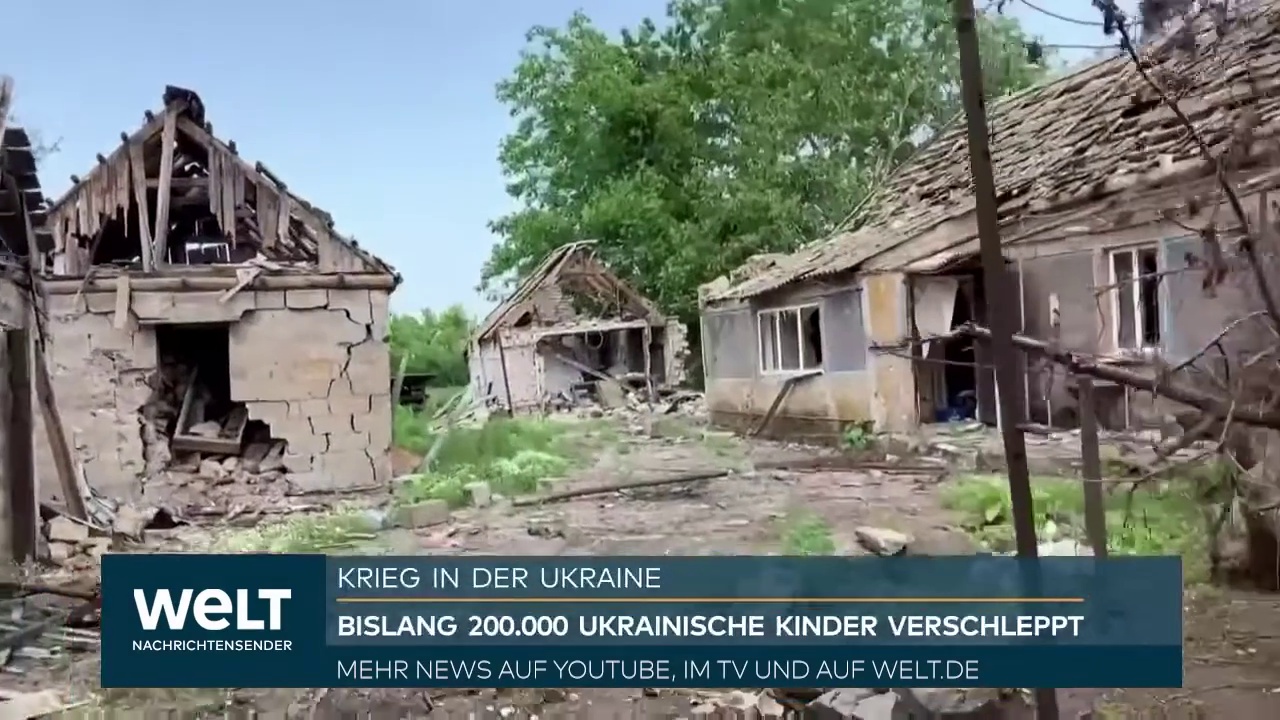 KRIEG IN DER UKRAINE
WELT
NACHRICHTENSENDER
BISLANG 200.000 UKRAINISCHE KINDER VERSCHLEPPT
MEHR NEWS AUF YOUTUBE, IM TV UND AUF WELT.DE